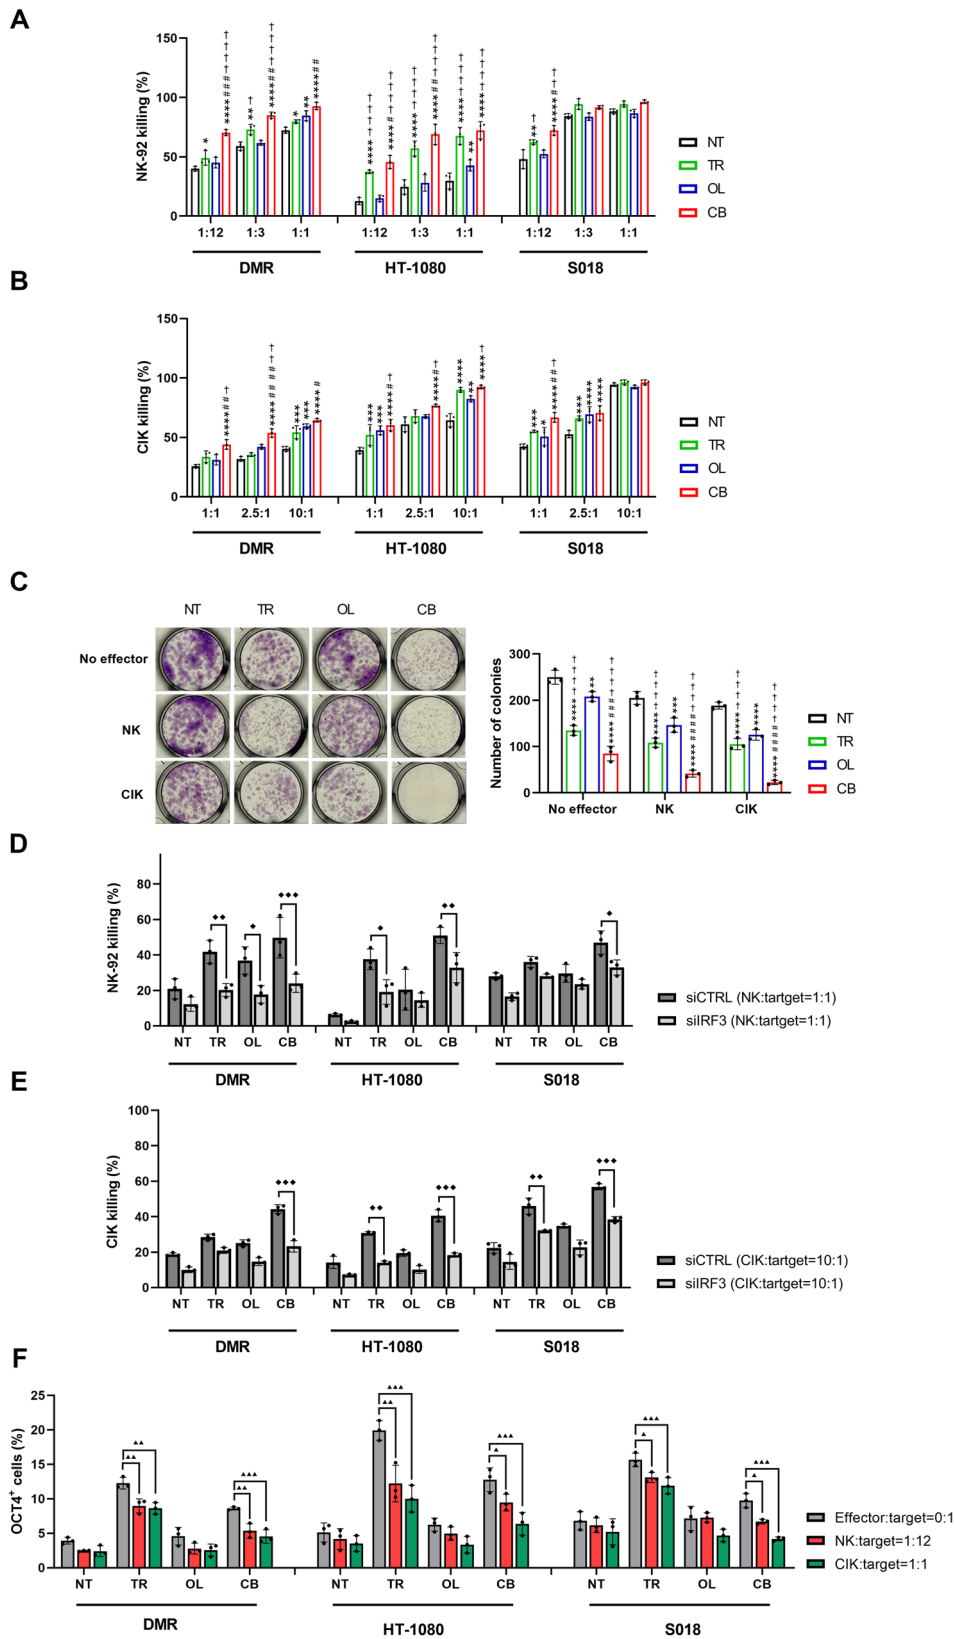 A
NK-92 killing (%)
150
100
50
0
1:12 1:3 1:1 1:12 1:3 1:1 1:12 1:3 1:1
DMR HT-1080 S018
NT
TR
OL
CB
B
CIK killing (%)
150
100
50
0
1:1 2.5:1 10:1 1:1 2.5:1 10:1 1:1 2.5:1 10:1
DMR HT-1080 S018
NT
TR
OL
CB
C
NT TR OL CB
No effector
NK
CIK
Number of colonies
300
200
100
0
No effector NK CIK
NT
TR
OL
CB
D
NK-92 killing (%)
80
60
40
20
0
NT TR OL CB NT TR OL CB NT TR OL CB
DMR HT-1080 S018
siCTRL (NK:tartget=1:1)
siIRF3 (NK:tartget=1:1)
E
CIK killing (%)
100
80
60
40
20
0
NT TR OL CB NT TR OL CB NT TR OL CB
DMR HT-1080 S018
siCTRL (CIK:tartget=10:1)
siIRF3 (CIK:tartget=10:1)
F
OCT4+ cells (%)
25
20
15
10
5
0
NT TR OL CB NT TR OL CB NT TR OL CB
DMR HT-1080 S018
Effector:target=0:1
NK:target=1:12
CIK:target=1:1